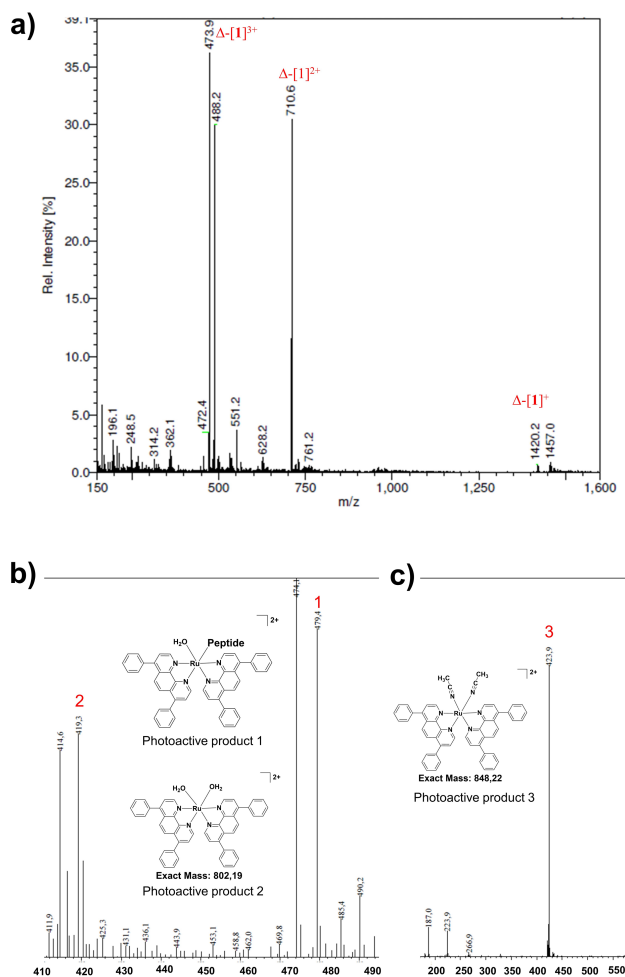 a)
39.1
473.9
Δ-[1]3+
Δ-[1]2+
35.0
488.2
710.6
30.0
25.0
Rel. Intensity [%]
20.0
15.0
10.0
Δ-[1]+
5.0
196.1
248.5
314.2
362.1
472.4
551.2
628.2
761.2
1420.2
1457.0
0.0
150
500
750
1,000
1,250
1,600
m/z
b)
c)
474,1
1
479,4
2+
H2O
Peptide
Ru
N
N
N
N
2
419,3
414,6
Photoactive product 1
2+
H2O
OH2
Ru
N
N
N
N
Exact Mass: 802,19
Photoactive product 2
411,9
425,3
431,1
436,1
443,9
453,1
458,8
462,0
469,8
485,4
490,2
410
420
430
440
450
460
470
480
490
3
423,9
2+
H3C
CH3
C
C
N
N
Ru
N
N
N
N
Exact Mass: 848,22
Photoactive product 3
187,0
223,9
266,9
200
250
300
350
400
450
500
550